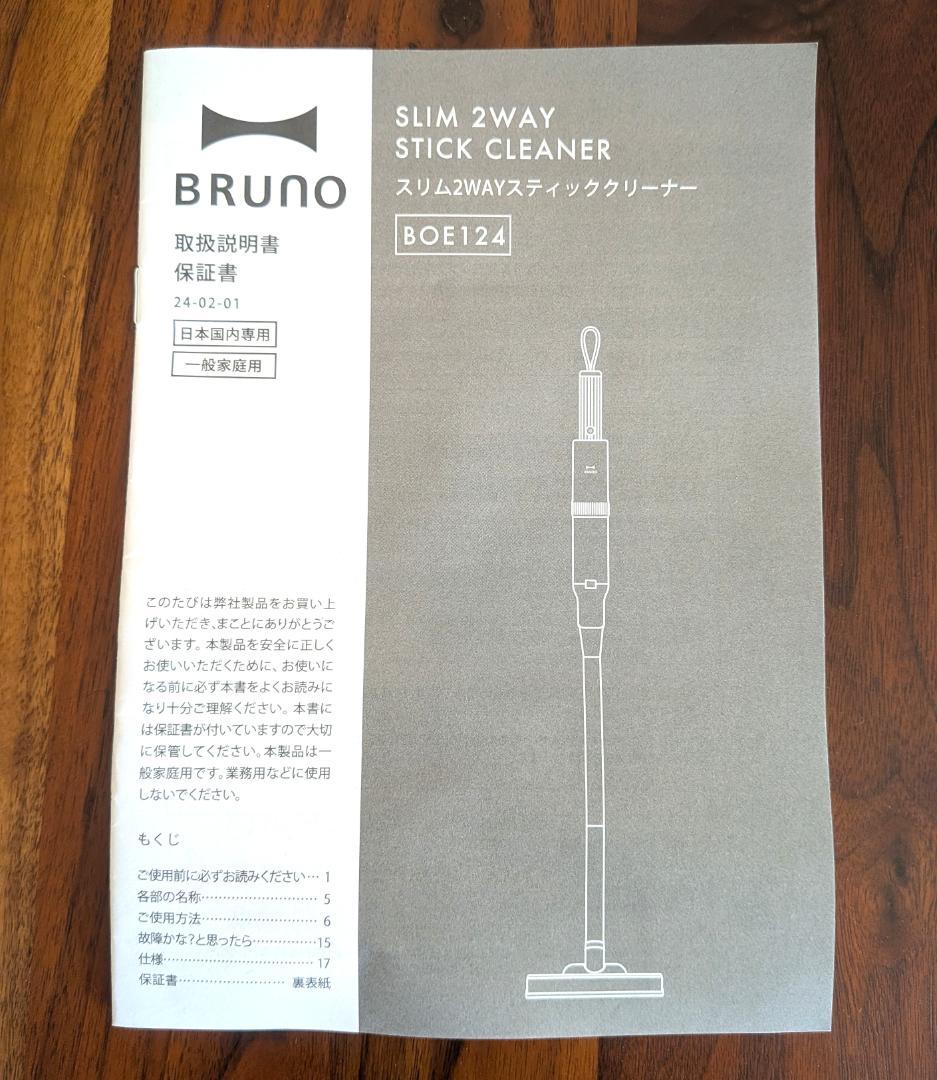 BRUNO
取扱説明書
保証書
24-02-01
日本国内専用
一般家庭用
このたびは弊社製品をお買い上
げいただき、まことにありがとうご
ざいます。本製品を安全に正しく
お使いいただくために、お使いに
なる前に必ず本書をよくお読みに
なり十分ご理解ください。本書に
は保証書が付いていますので大切
に保管してください。本製品は一
般家庭用です。業務用などに使用
しないでください。
もくじ
ご使用前に必ずお読みください… 1
各部の名称………………………… 5
ご使用方法………………………… 6
故障かな?と思ったら……………15
仕様………………………………… 17
保証書…………………… 裏表紙
SLIM 2WAY
STICK CLEANER
スリム2WAYスティッククリーナー
BOE124
BRUNO